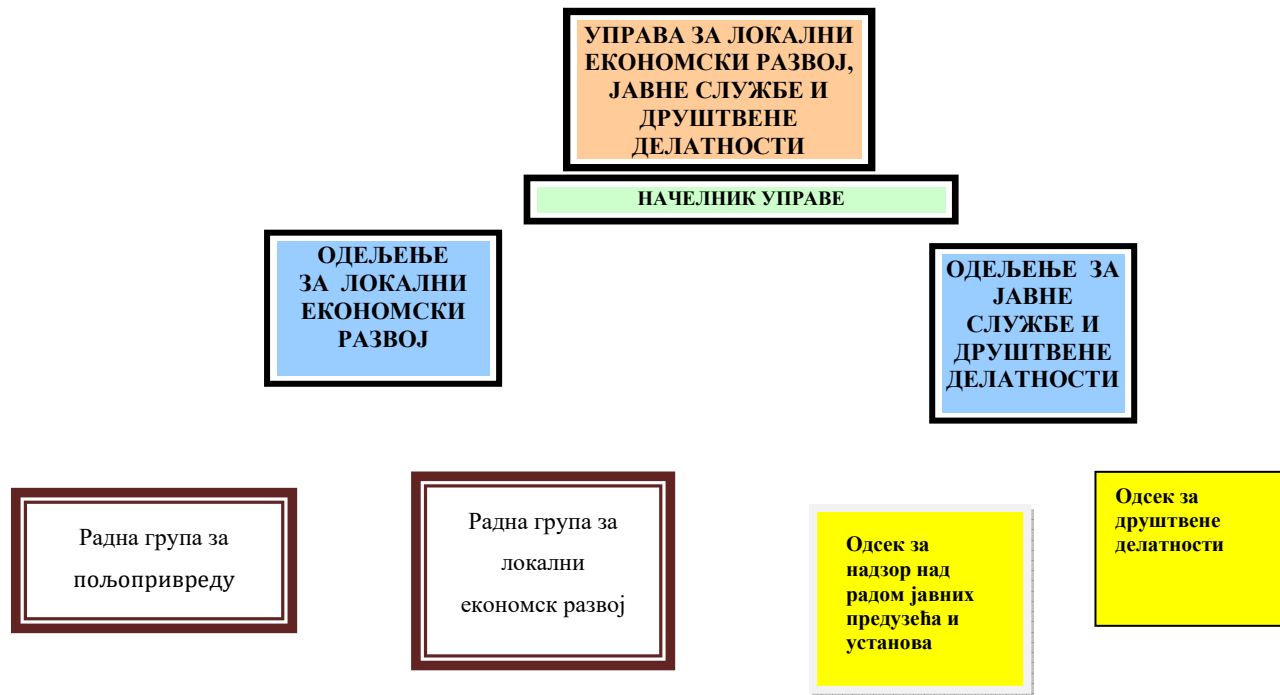 УПРАВА ЗА ЛОКАЛНИ
ЕКОНОМСКИ РАЗВОЈ,
ЈАВНЕ СЛУЖБЕ И
ДРУШТВЕНЕ
ДЕЛАТНОСТИ
НАЧЕЛНИК УПРАВЕ
ОДЕЉЕЊЕ
ЗА ЛОКАЛНИ
ЕКОНОМСКИ
РАЗВОЈ
ОДЕЉЕЊЕ ЗА
ЈАВНЕ
СЛУЖБЕ И
ДРУШТВЕНЕ
ДЕЛАТНОСТИ
Радна група за
пољопривреду
Радна група за
локални
економск развој
Одсек за
надзор над
радом јавних
предузећа и
установа
Одсек за
друштвене
делатности